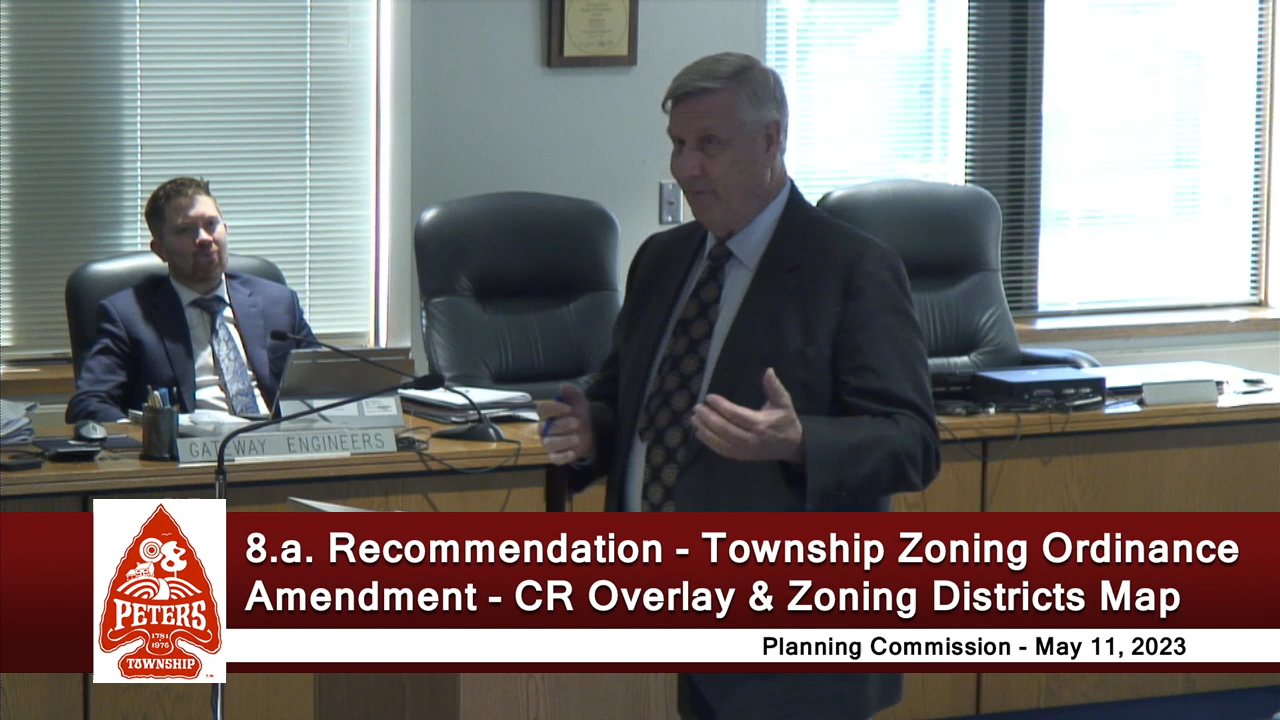 GATEWAY ENGINEERS
8.a. Recommendation - Township Zoning Ordinance
Amendment - CR Overlay & Zoning Districts Map
Planning Commission - May 11, 2023
PETERS
1781
1976
TOWNSHIP